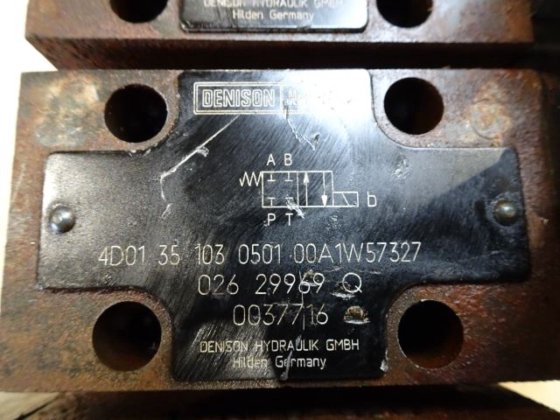 DENISON HYDRAULIK GMBH
Hilden Germany
DENISON
A B
b
P T
4D01 35 103 0501 00A1W57327
026 29969 Q
0037716
DENISON HYDRAULIK GMBH
Hilden Germany